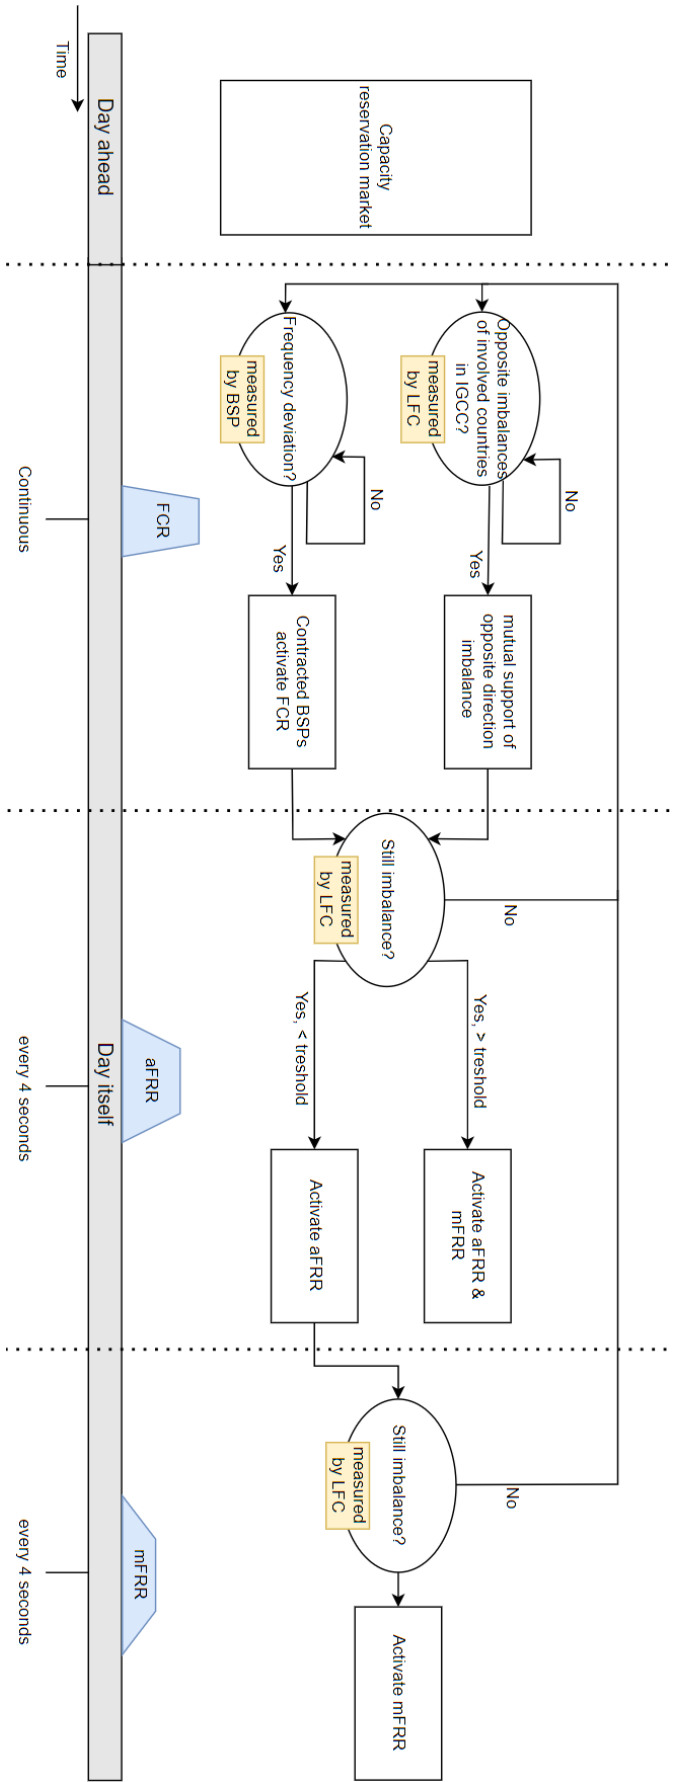 Capacity
reservation market
No
Opposite imbalances
of involved countries
in IGCC?
measured
by LFC
Yes
mutual support of
opposite direction
imbalance
No
Frequency deviation?
measured
by BSP
Yes
Contracted BSPs
activate FCR
No
Still imbalance?
measured
by LFC
Yes, > treshold
Yes, < treshold
Activate aFRR &
mFRR
Activate aFRR
No
Still imbalance?
measured
by LFC
Activate mFRR
FCR
aFRR
mFRR
Day ahead
Day itself
Time
Continuous
every 4 seconds
every 4 seconds